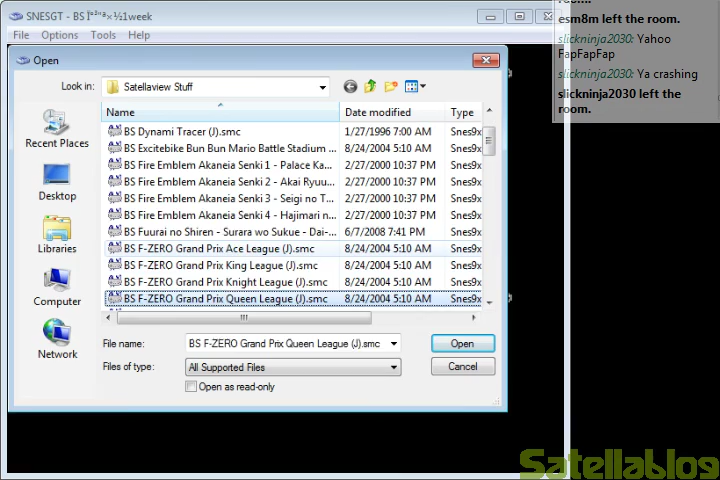 SNESGT - BS
File Options Tools Help
Open
Look in: Satellaview Stuff
Name Date modified Type
Recent Places
Desktop
Libraries
Computer
Network
BS Dynami Tracer (J).smc 1/27/1996 7:00 AM Snes9x
BS Excitebike Bun Bun Mario Battle Stadium ... 8/24/2004 5:10 AM Snes9x
BS Fire Emblem Akaneia Senki 1 - Palace Ka... 2/27/2000 10:37 PM Snes9x
BS Fire Emblem Akaneia Senki 2 - Akai Ryuu... 2/27/2000 10:37 PM Snes9x
BS Fire Emblem Akaneia Senki 3 - Seigi no T... 2/27/2000 10:37 PM Snes9x
BS Fire Emblem Akaneia Senki 4 - Hajimari n... 2/27/2000 10:37 PM Snes9x
BS Fuurai no Shiren - Surara wo Sukue - Dai-... 6/7/2008 7:41 PM Snes9x
BS F-ZERO Grand Prix Ace League (J).smc 8/24/2004 5:10 AM Snes9x
BS F-ZERO Grand Prix King League (J).smc 8/24/2004 5:10 AM Snes9x
BS F-ZERO Grand Prix Knight League (J).smc 8/24/2004 5:10 AM Snes9x
BS F-ZERO Grand Prix Queen League (J).smc 8/24/2004 5:10 AM Snes9x
File name: BS F-ZERO Grand Prix Queen League (J).smc Open
Files of type: All Supported Files Cancel
Open as read-only
room.
esm8m left the room.
slickninja2030: Yahoo
FapFapFap
slickninja2030: Ya crashing
slickninja2030 left the
room.
Satellablog